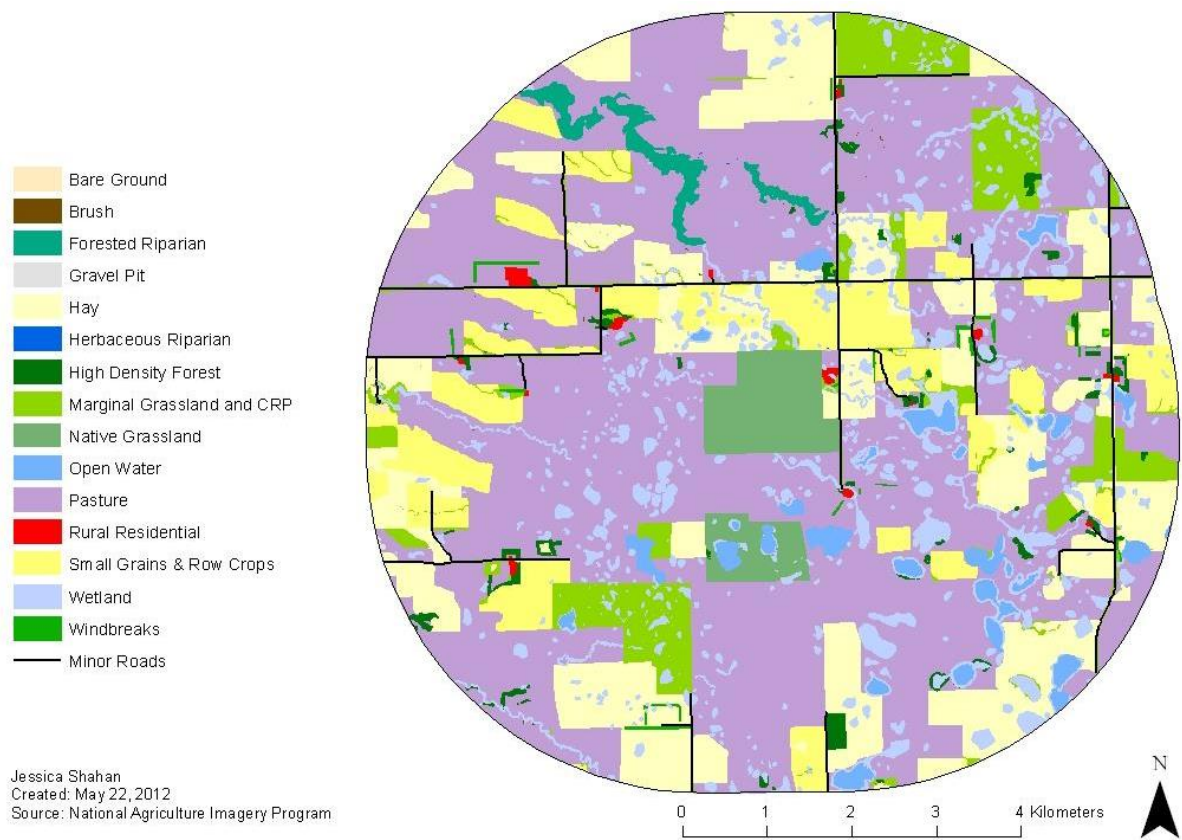 Bare Ground
Brush
Forested Riparian
Gravel Pit
Hay
Herbaceous Riparian
High Density Forest
Marginal Grassland and CRP
Native Grassland
Open Water
Pasture
Rural Residential
Small Grains & Row Crops
Wetland
Windbreaks
Minor Roads
Jessica Shahan
Created: May 22, 2012
Source: National Agriculture Imagery Program
0 1 2 3 4 Kilometers
N